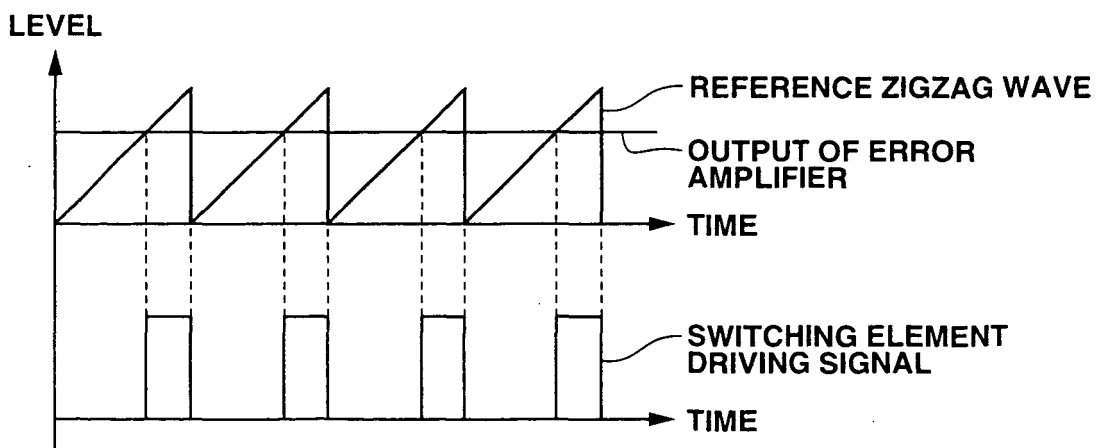 LEVEL
REFERENCE ZIGZAG WAVE
OUTPUT OF ERROR
AMPLIFIER
TIME
SWITCHING ELEMENT
DRIVING SIGNAL
TIME